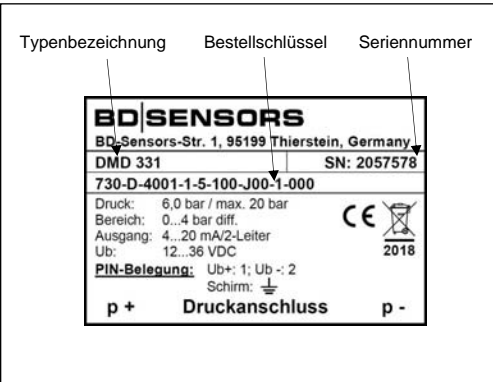 Typenbezeichnung Bestellschlüssel Seriennummer
BD SENSORS
BD-Sensors-Str. 1, 95199 Thierstein, Germany
DMD 331 SN: 2057578
730-D-4001-1-5-100-J00-1-000
Druck: 6,0 bar / max. 20 bar
Bereich: 0...4 bar diff.
Ausgang: 4...20 mA/2-Leiter
Ub: 12...36 VDC
CE
2018
PIN-Belegung: Ub+: 1; Ub -: 2
Schirm:
p + Druckanschluss p -